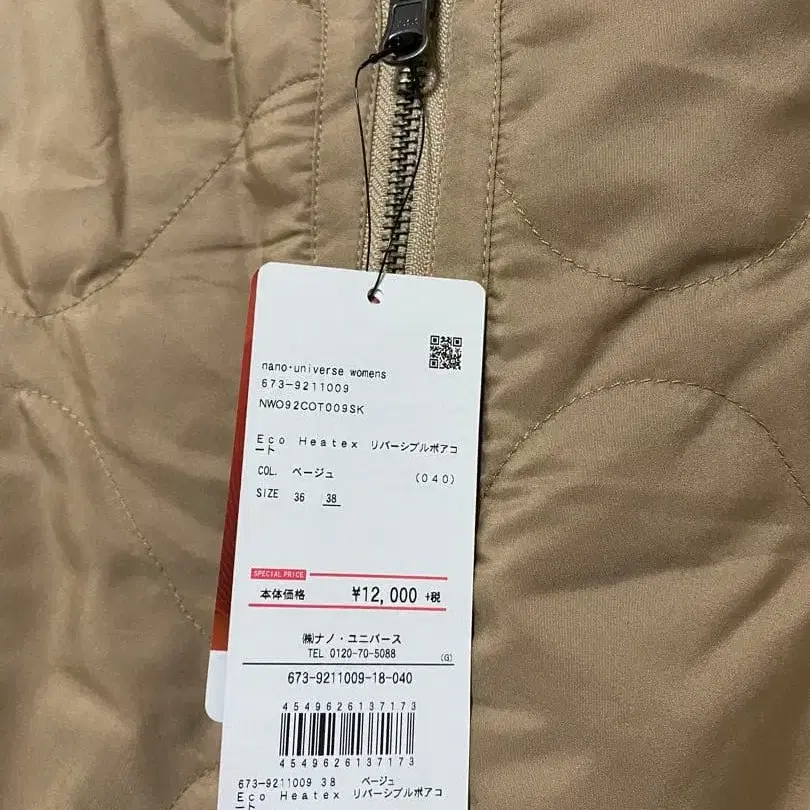 nano・universe womens
673-9211009
NWO92COT009SK
Eco Heatex リバーシブルボアコ
ート
COL. ベージュ (040)
SIZE 36 38
SPECIAL PRICE
本体価格 ¥12,000 +税
㈱ナノ・ユニバース
TEL 0120-70-5088
(G)
673-9211009-18-040
4549626137173
4549626137173
673-9211009 38 ベージュ
Eco Heatex リバーシブルボアコ
ート